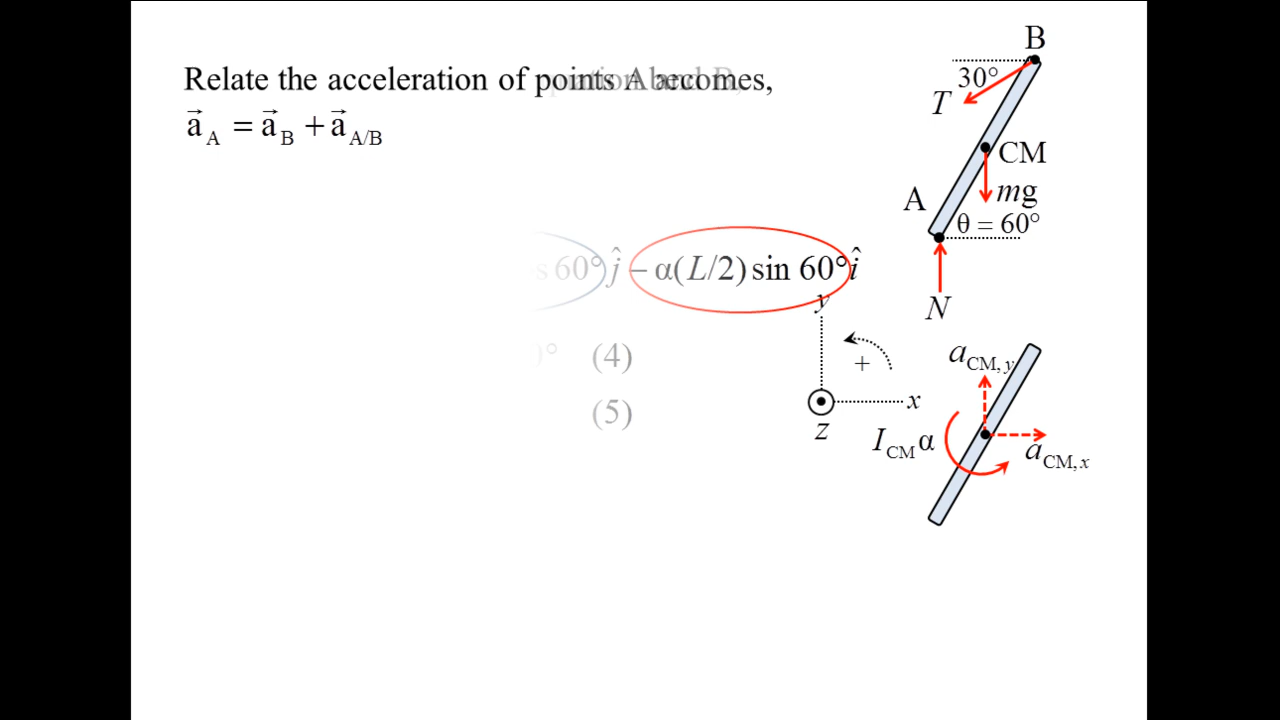 Relate the acceleration of points A
a⃗_A = a⃗_B + a⃗_A/B
60° ĵ – α(L/2) sin 60° î
(4)
(5)
B
30°
T
CM
mg
A
θ = 60°
N
y
+
x
z
a_CM, y
I_CM α
a_CM, x